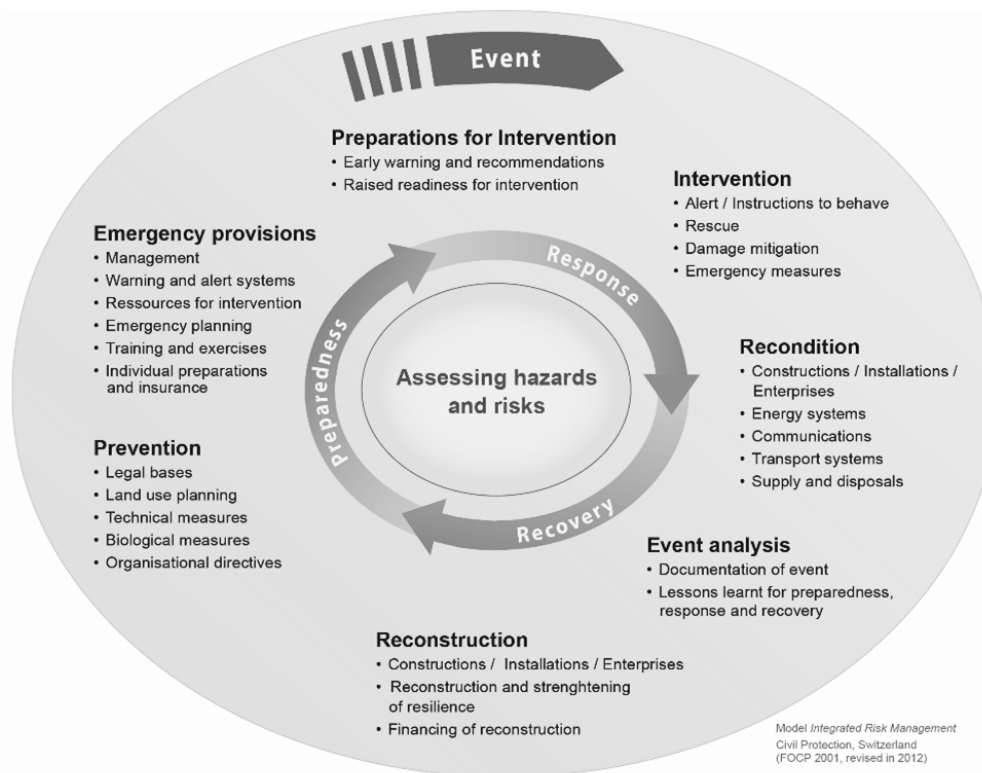 Event
Preparations for Intervention
• Early warning and recommendations
• Raised readiness for intervention
Intervention
• Alert / Instructions to behave
• Rescue
• Damage mitigation
• Emergency measures
Emergency provisions
• Management
• Warning and alert systems
• Ressources for intervention
• Emergency planning
• Training and exercises
• Individual preparations
and insurance
Response
Preparedness
Recovery
Assessing hazards
and risks
Recondition
• Constructions / Installations /
Enterprises
• Energy systems
• Communications
• Transport systems
• Supply and disposals
Prevention
• Legal bases
• Land use planning
• Technical measures
• Biological measures
• Organisational directives
Event analysis
• Documentation of event
• Lessons learnt for preparedness,
response and recovery
Reconstruction
• Constructions / Installations / Enterprises
• Reconstruction and strenghtening
of resilience
• Financing of reconstruction
Model Integrated Risk Management
Civil Protection, Switzerland
(FOCP 2001, revised in 2012)